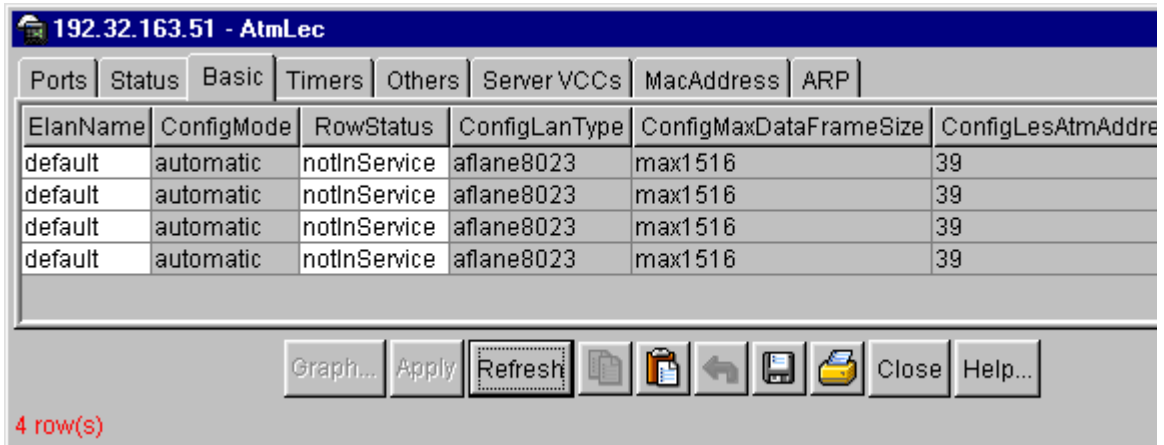 192.32.163.51 - AtmLec
Ports Status Basic Timers Others Server VCCs MacAddress ARP
ElanName ConfigMode RowStatus ConfigLanType ConfigMaxDataFrameSize ConfigLesAtmAddre
default automatic notInService aflane8023 max1516 39
default automatic notInService aflane8023 max1516 39
default automatic notInService aflane8023 max1516 39
default automatic notInService aflane8023 max1516 39
Graph... Apply Refresh Close Help...
4 row(s)